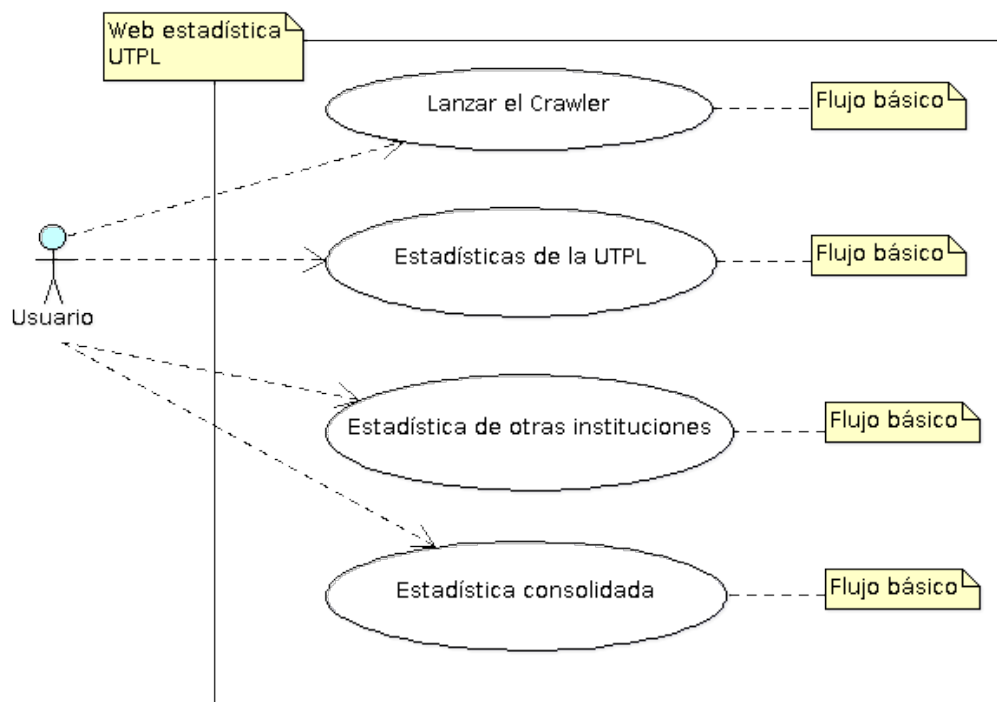 Web estadística
UTPL
Lanzar el Crawler
Flujo básico
Estadísticas de la UTPL
Flujo básico
Usuario
Estadística de otras instituciones
Flujo básico
Estadística consolidada
Flujo básico